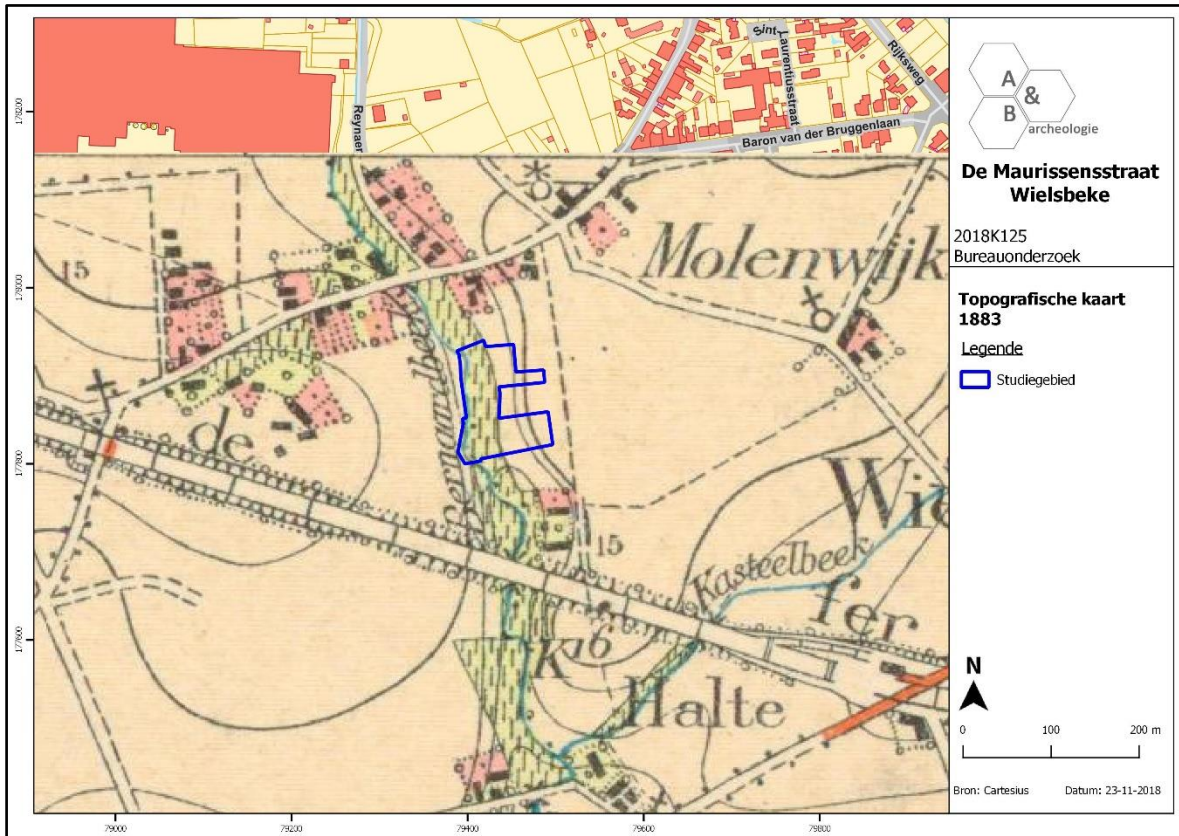 Sint
Laurentiusstraat
Rijksweg
Reynaer
Baron van der Bruggenlaan
Molenwijk
15
de
15
Kasteelbeek
Wie
fer
K
16
Halte
178200
178000
177800
177600
79000
79200
79400
79600
79800
A
&
B
archeologie
De Maurissensstraat
Wielsbeke
2018K125
Bureauonderzoek
Topografische kaart
1883
Legende
Studiegebied
N
0
100
200 m
Bron: Cartesius
Datum: 23-11-2018